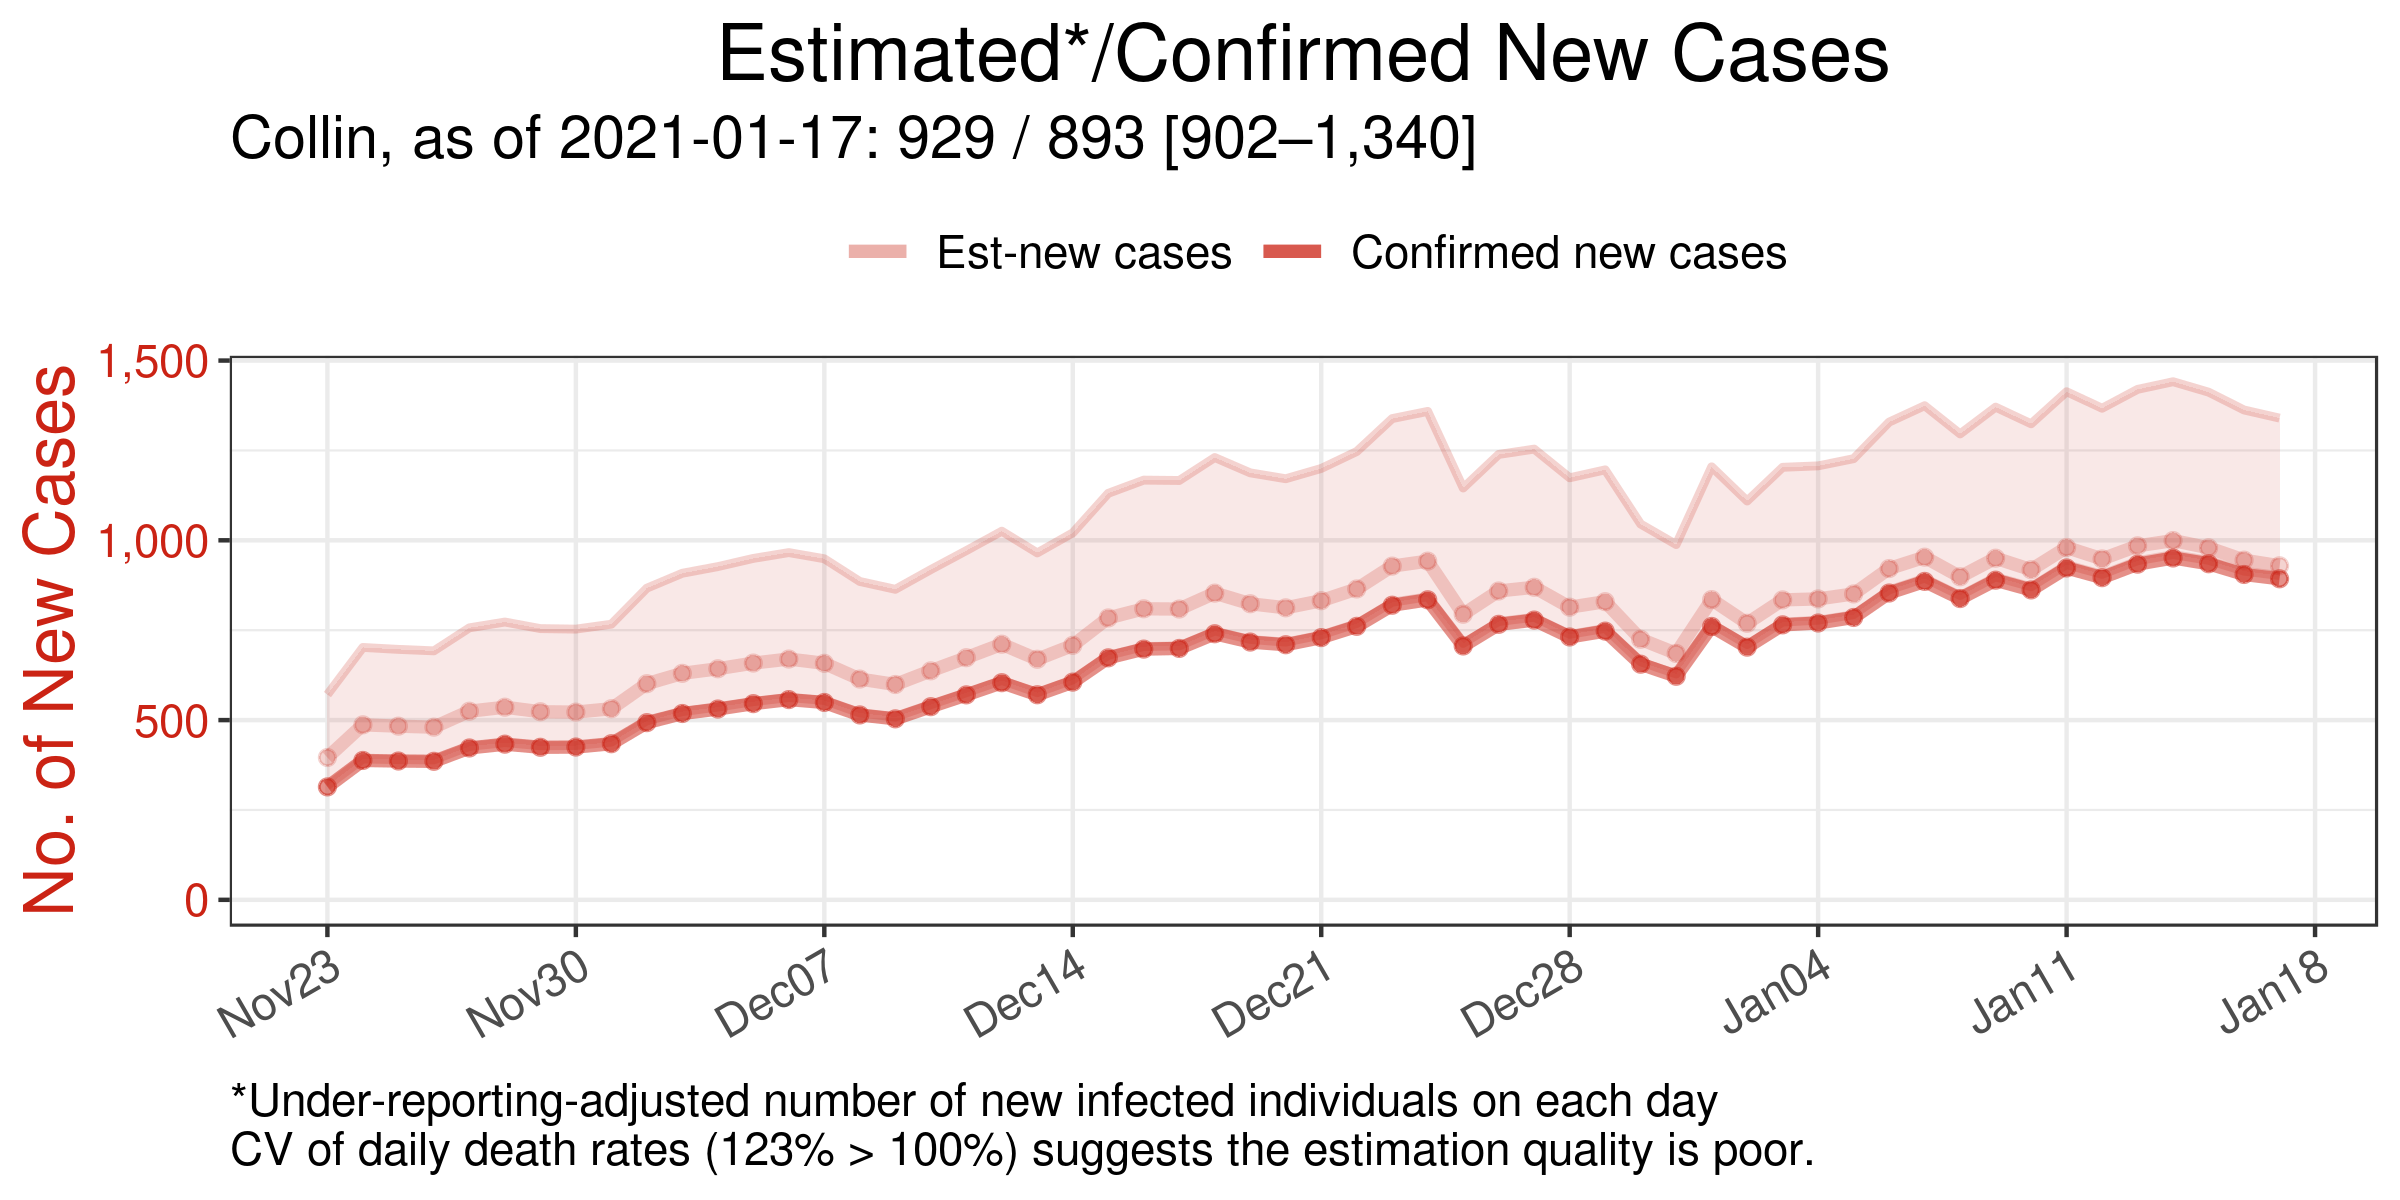 Estimated*/Confirmed New Cases
Collin, as of 2021-01-17: 929 / 893 [902–1,340]
Est-new cases
Confirmed new cases
No. of New Cases
1,500
1,000
500
0
Nov23
Nov30
Dec07
Dec14
Dec21
Dec28
Jan04
Jan11
Jan18
*Under-reporting-adjusted number of new infected individuals on each day
CV of daily death rates (123% > 100%) suggests the estimation quality is poor.